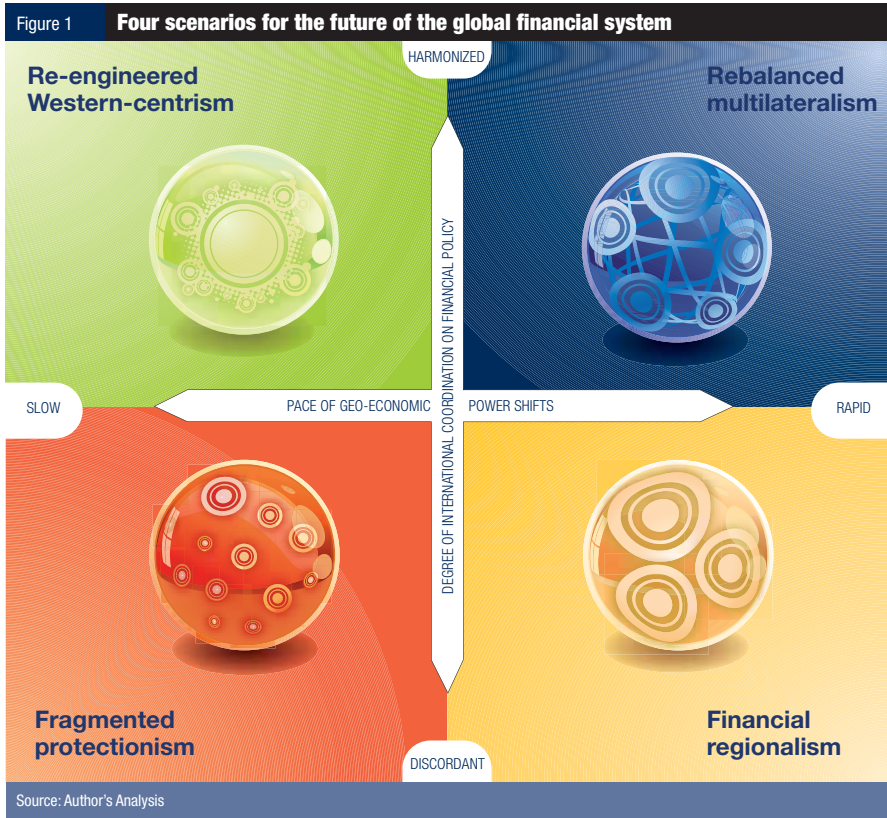 Figure 1
Four scenarios for the future of the global financial system
HARMONIZED
Re-engineered
Western-centrism
Rebalanced
multilateralism
DEGREE OF INTERNATIONAL COORDINATION ON FINANCIAL POLICY
SLOW
PACE OF GEO-ECONOMIC POWER SHIFTS
RAPID
Fragmented
protectionism
Financial
regionalism
DISCORDANT
Source: Author's Analysis